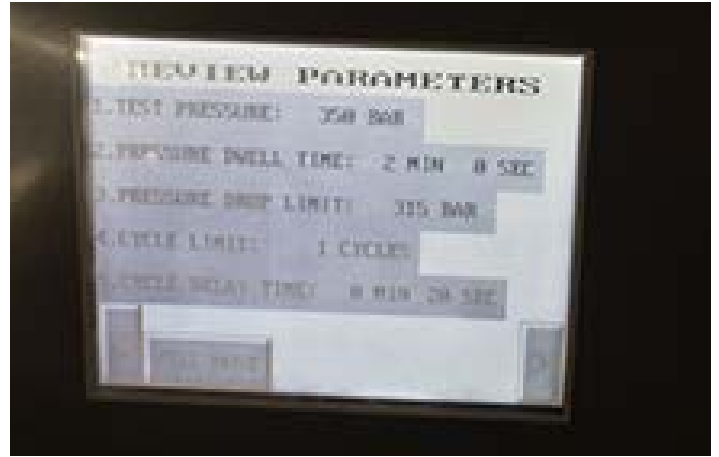 REVIEW PARAMETERS
1.TEST PRESSURE: 350 BAR
2.PRESSURE DWELL TIME: 2 MIN 0 SEC
3.PRESSURE DROP LIMIT: 315 BAR
4.CYCLE LIMIT: 1 CYCLES
5.CYCLE DELAY TIME: 0 MIN 20 SEC